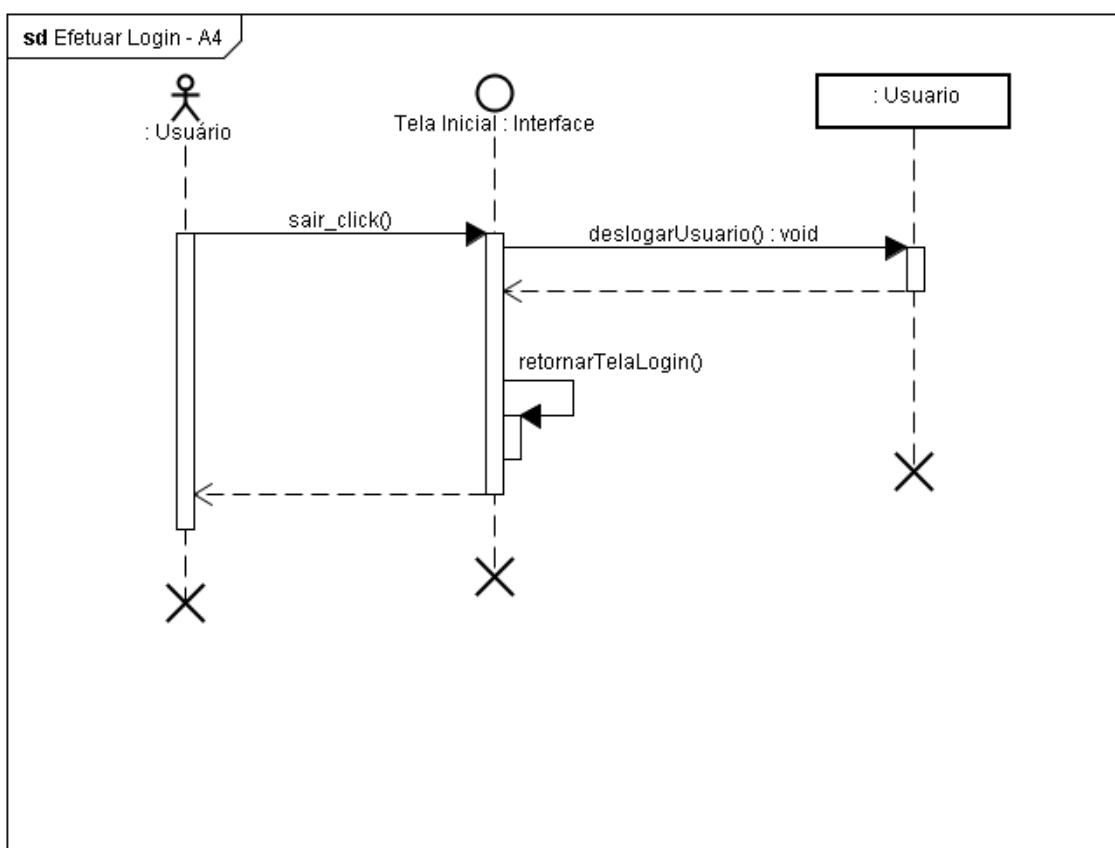 sd Efetuar Login - A4
: Usuário
Tela Inicial : Interface
: Usuario
sair_click()
deslogarUsuario() : void
retornarTelaLogin()